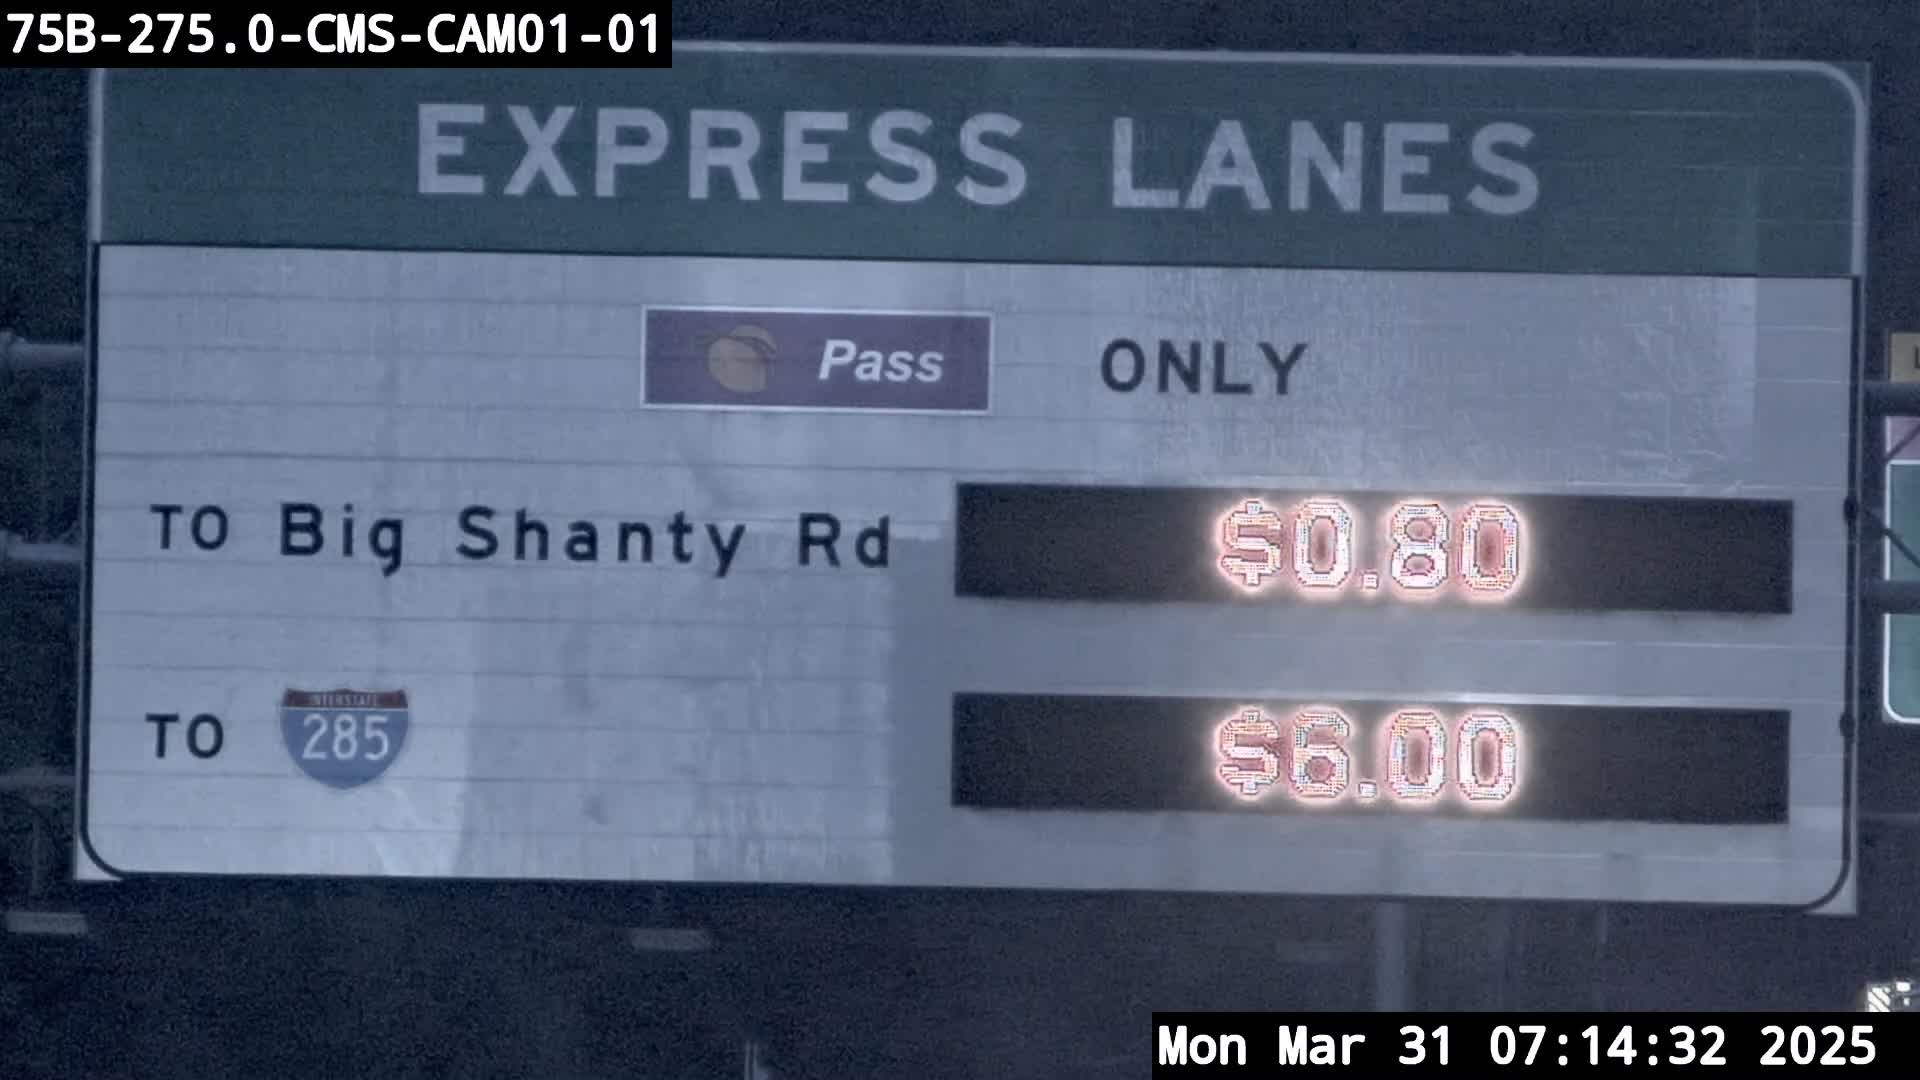 75B-275.0-CMS-CAM01-01
EXPRESS LANES
Pass ONLY
TO Big Shanty Rd $0.80
INTERSTATE
TO 285 $6.00
Mon Mar 31 07:14:32 2025